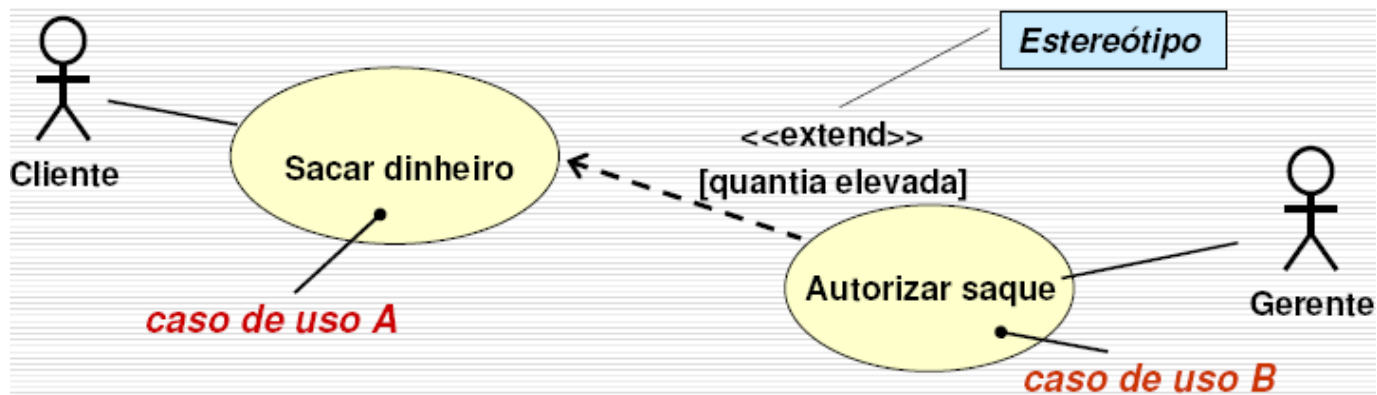 Estereótipo
<<extend>>
[quantia elevada]
Sacar dinheiro
Cliente
Autorizar saque
Gerente
caso de uso A
caso de uso B